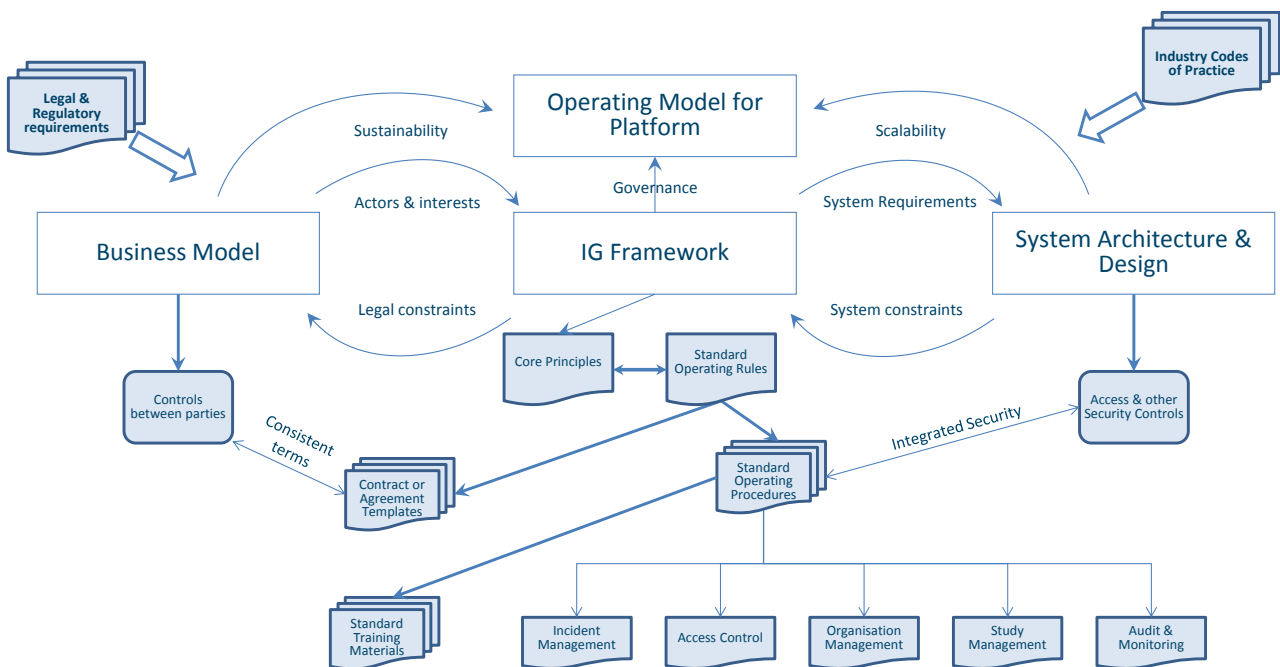 Legal &
Regulatory
requirements
Industry Codes
of Practice
Operating Model for
Platform
Sustainability
Scalability
Governance
Actors & interests
System Requirements
Business Model
IG Framework
System Architecture &
Design
Legal constraints
System constraints
Core Principles
Standard
Operating Rules
Controls
between parties
Access & other
Security Controls
Consistent
terms
Integrated Security
Contract or
Agreement
Templates
Standard
Operating
Procedures
Standard
Training
Materials
Incident
Management
Access Control
Organisation
Management
Study
Management
Audit &
Monitoring